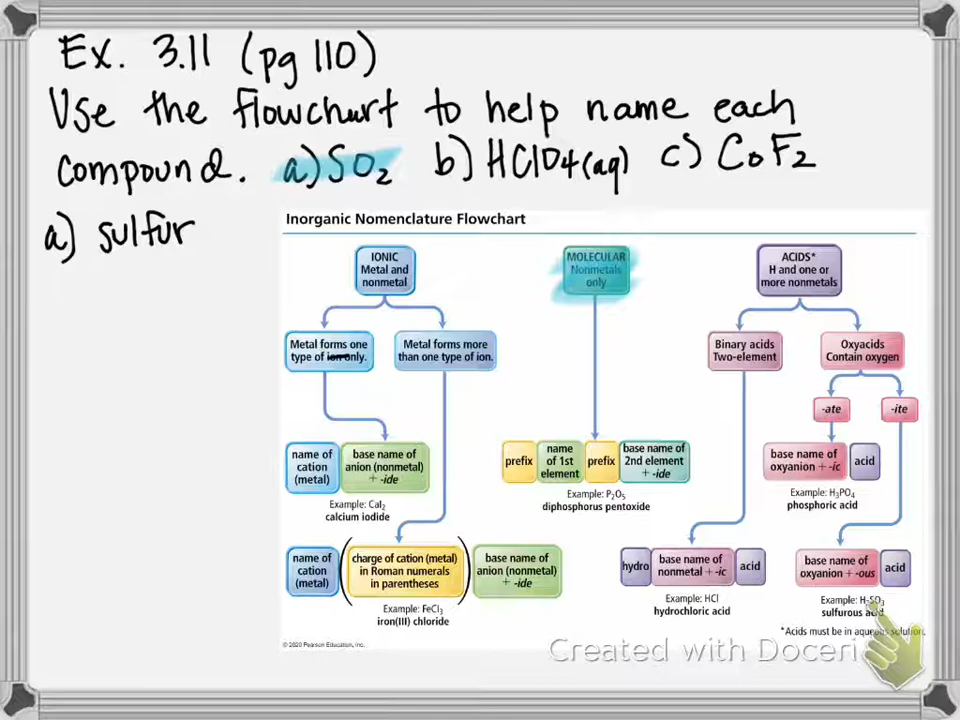 Ex. 3.11 (pg 110)
Use the flowchart to help name each
compound. a) SO2 b) HClO4(aq) c) CoF2
a) sulfur
Inorganic Nomenclature Flowchart
IONIC
Metal and
nonmetal
MOLECULAR
Nonmetals
only
ACIDS*
H and one or
more nonmetals
Metal forms one
type of ion only.
Metal forms more
than one type of ion.
Binary acids
Two-element
Oxyacids
Contain oxygen
-ate
-ite
name of
cation
(metal)
base name of
anion (nonmetal)
+ -ide
Example: CaI2
calcium iodide
prefix
name
of 1st
element
prefix
base name of
2nd element
+ -ide
Example: P2O5
diphosphorus pentoxide
base name of
oxyanion + -ic
acid
Example: H3PO4
phosphoric acid
name of
cation
(metal)
charge of cation (metal)
in Roman numerals
in parentheses
base name of
anion (nonmetal)
+ -ide
Example: FeCl3
iron(III) chloride
hydro
base name of
nonmetal + -ic
acid
Example: HCl
hydrochloric acid
base name of
oxyanion + -ous
acid
Example: H2SO3
sulfurous acid
*Acids must be in aqueous solution.
© 2020 Pearson Education, Inc.
Created with Doceri